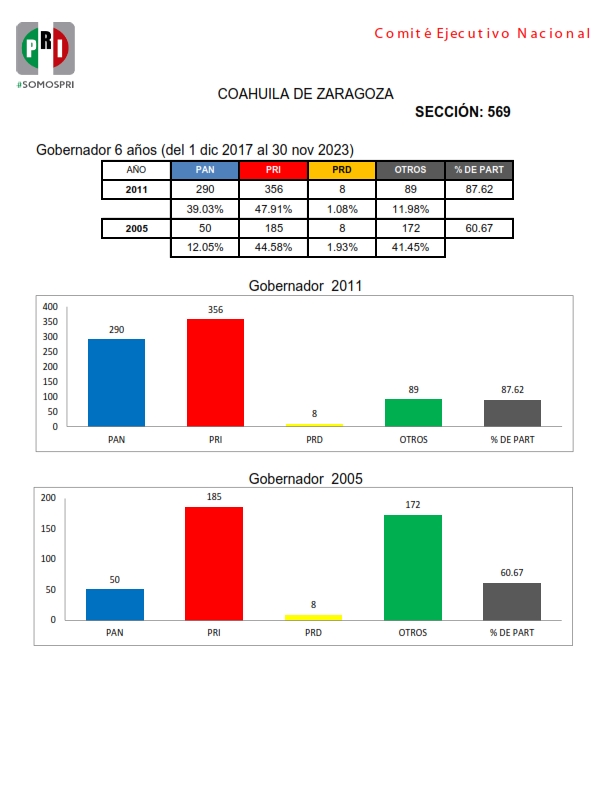 Comité Ejecutivo Nacional
PRI
#SOMOSPRI
COAHUILA DE ZARAGOZA
SECCIÓN: 569
Gobernador 6 años (del 1 dic 2017 al 30 nov 2023)
AÑO PAN PRI PRD OTROS % DE PART
2011 290 356 8 89 87.62
39.03% 47.91% 1.08% 11.98%
2005 50 185 8 172 60.67
12.05% 44.58% 1.93% 41.45%
Gobernador 2011
400
350
300
250
200
150
100
50
0
290
356
8
89
87.62
PAN PRI PRD OTROS % DE PART
Gobernador 2005
200
150
100
50
0
50
185
8
172
60.67
PAN PRI PRD OTROS % DE PART